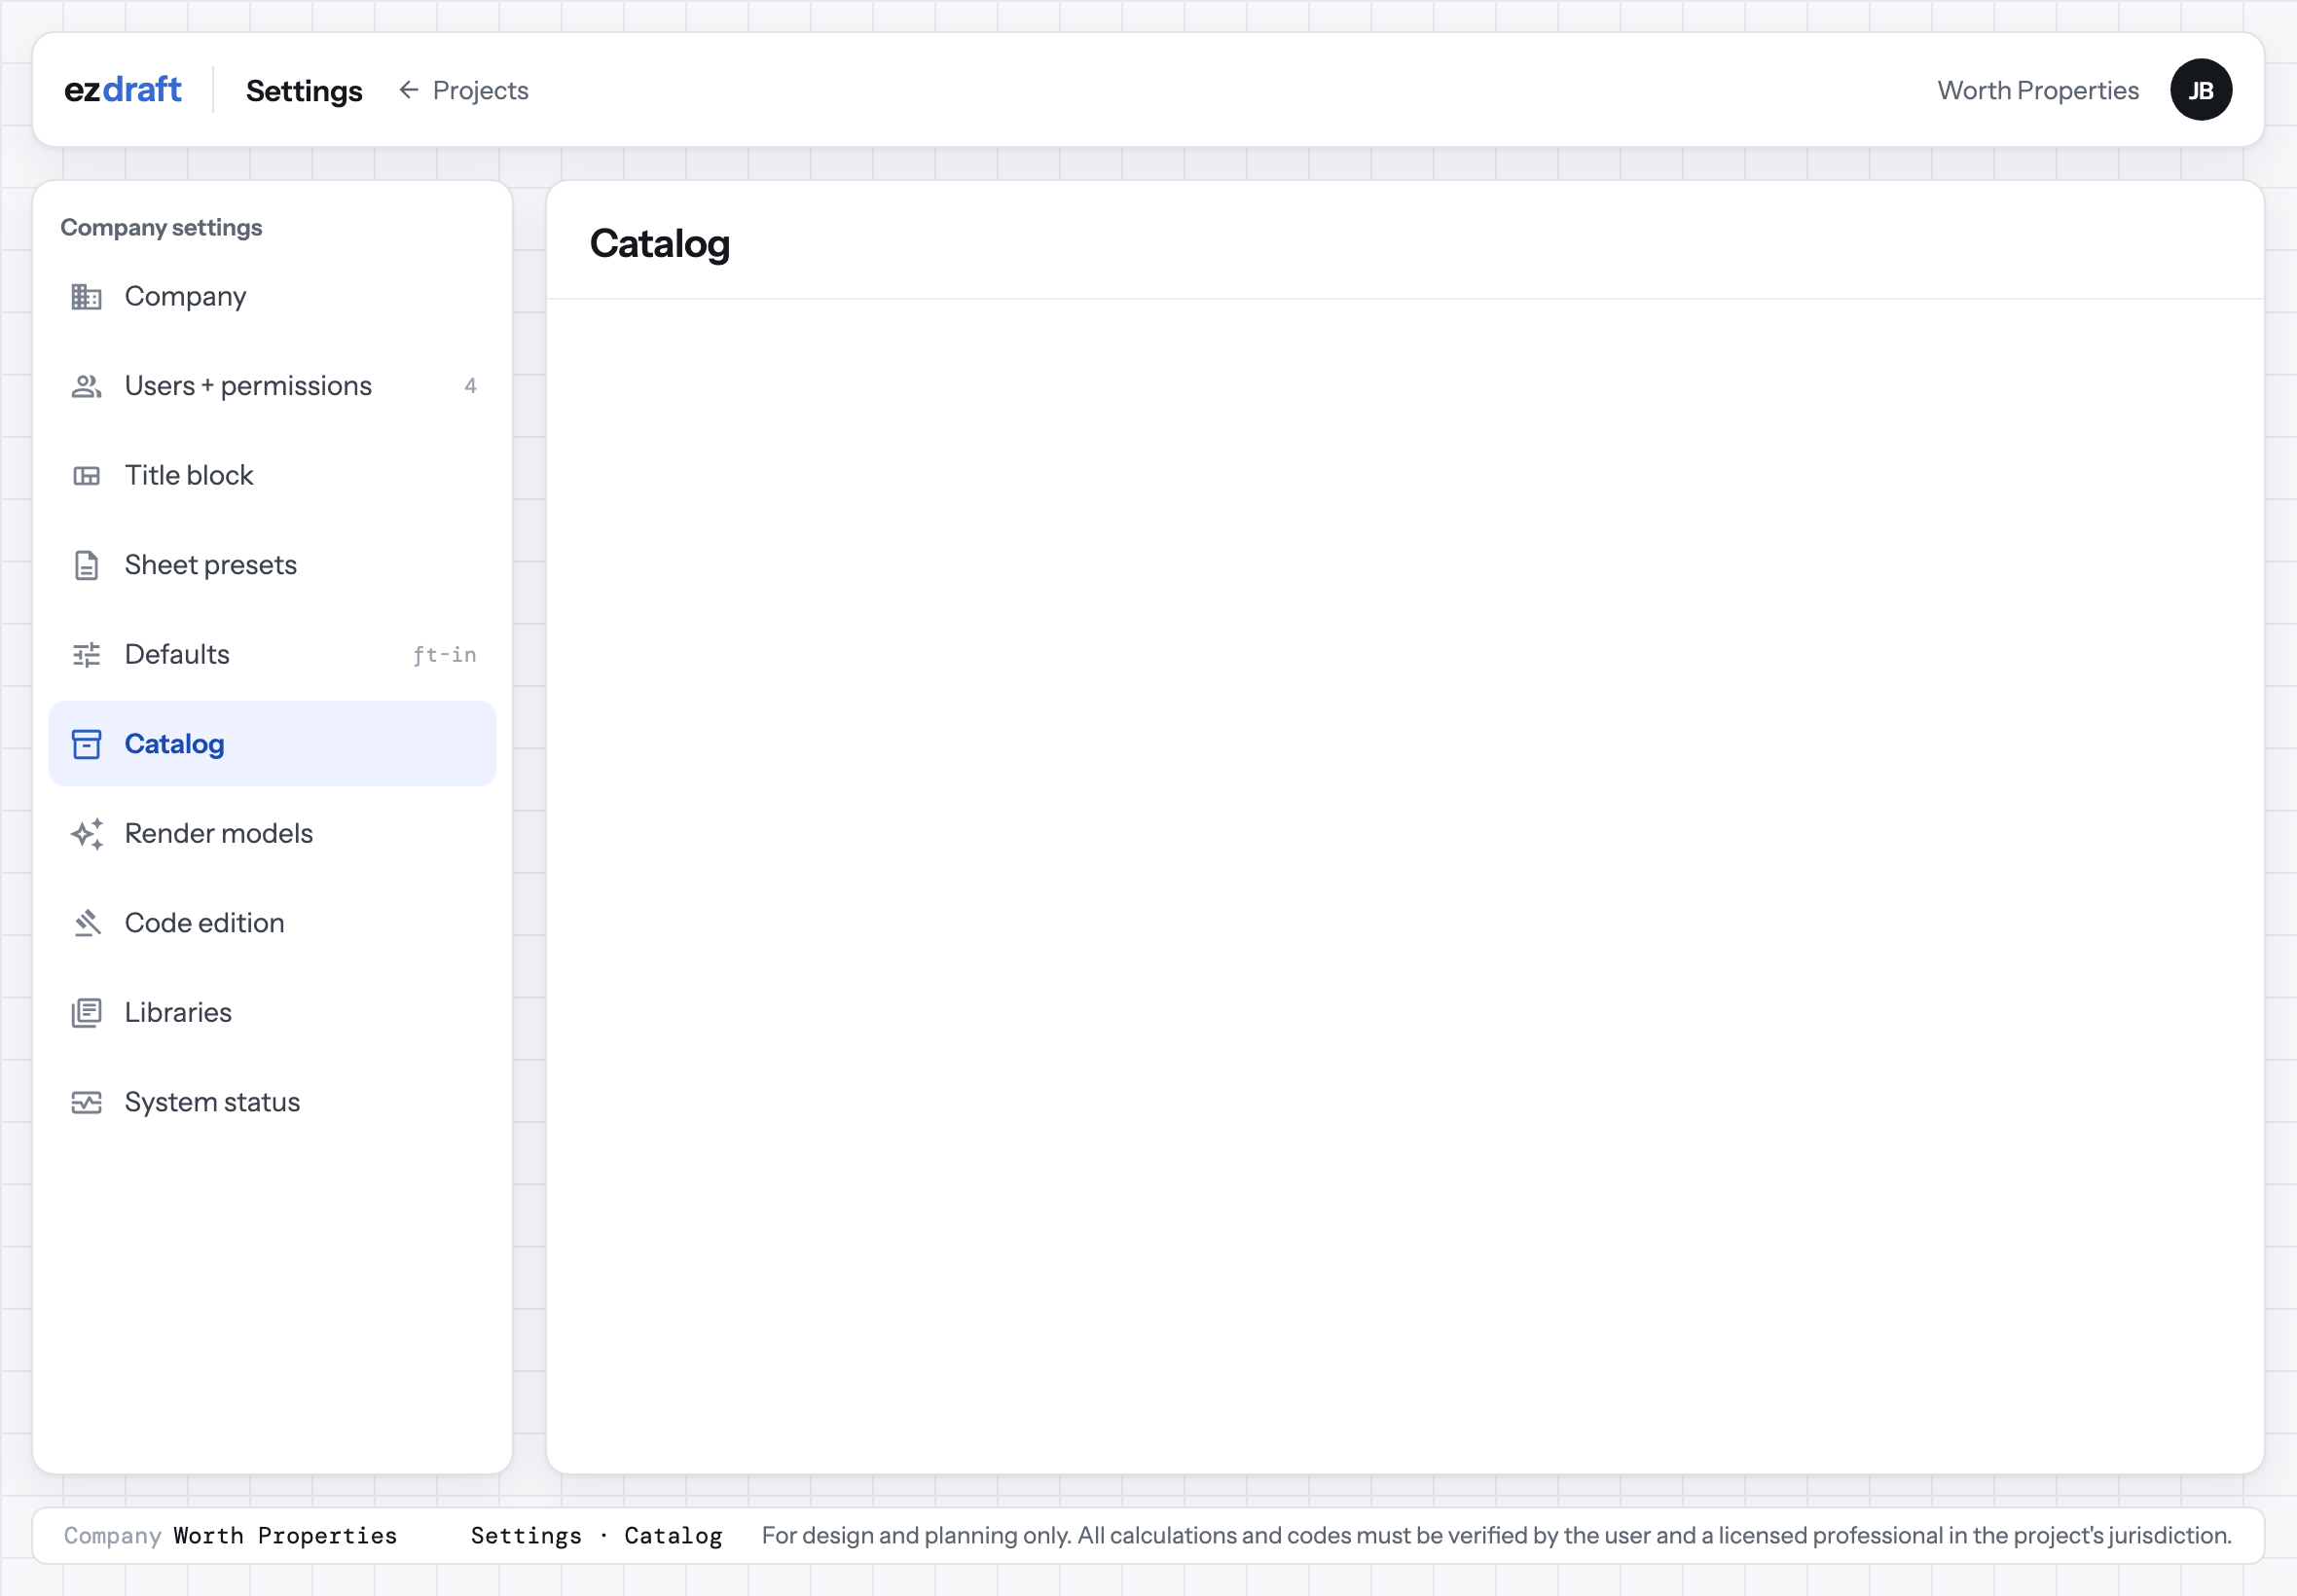 ezdraft
Settings
Projects
Worth Properties
JB
Company settings
Company
Users + permissions 4
Title block
Sheet presets
Defaults ft-in
Catalog
Render models
Code edition
Libraries
System status
Catalog
Company Worth Properties
Settings · Catalog
For design and planning only. All calculations and codes must be verified by the user and a licensed professional in the project's jurisdiction.